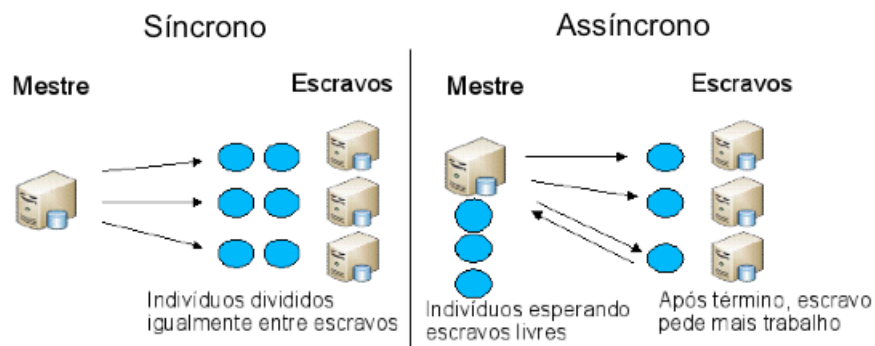 Síncrono
Mestre
Escravos
Indivíduos divididos
igualmente entre escravos
Assíncrono
Mestre
Escravos
Indivíduos esperando
escravos livres
Após término, escravo
pede mais trabalho